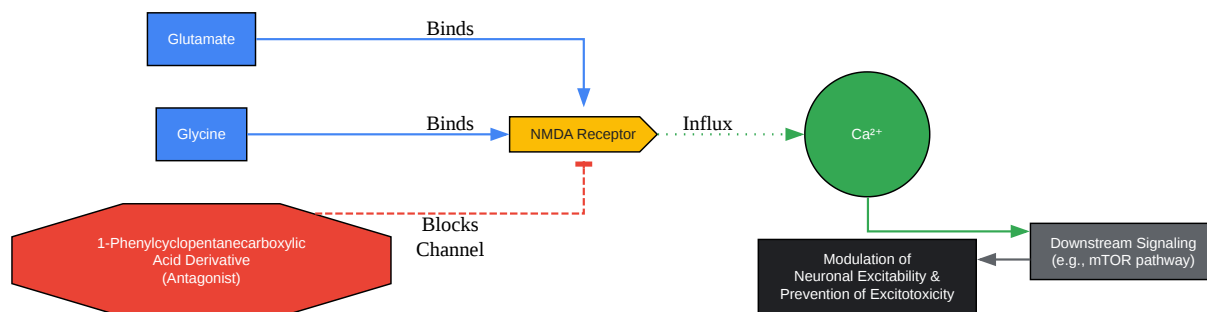 Glutamate
Binds
Glycine
Binds
NMDA Receptor
Influx
Ca²⁺
1-Phenylcyclopentanecarboxylic
Acid Derivative
(Antagonist)
Blocks
Channel
Downstream Signaling
(e.g., mTOR pathway)
Modulation of
Neuronal Excitability &
Prevention of Excitotoxicity